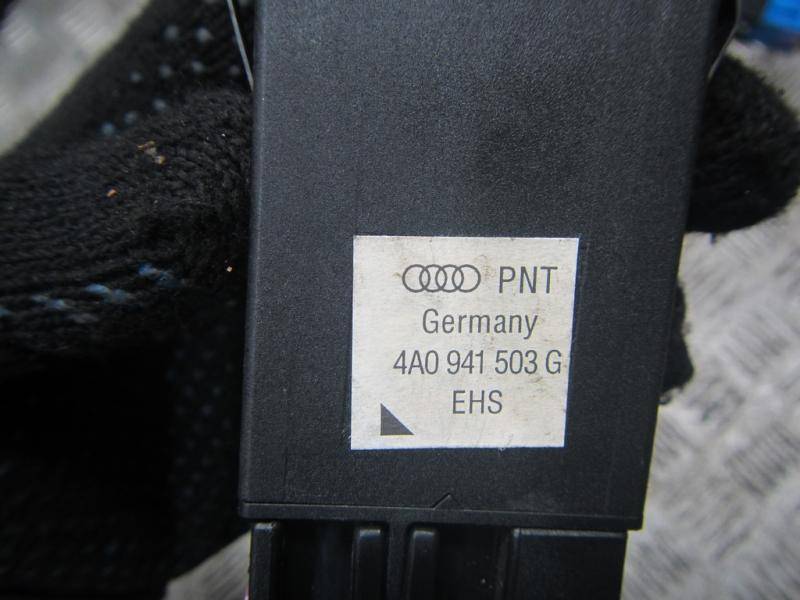 PNT
Germany
4A0 941 503 G
EHS